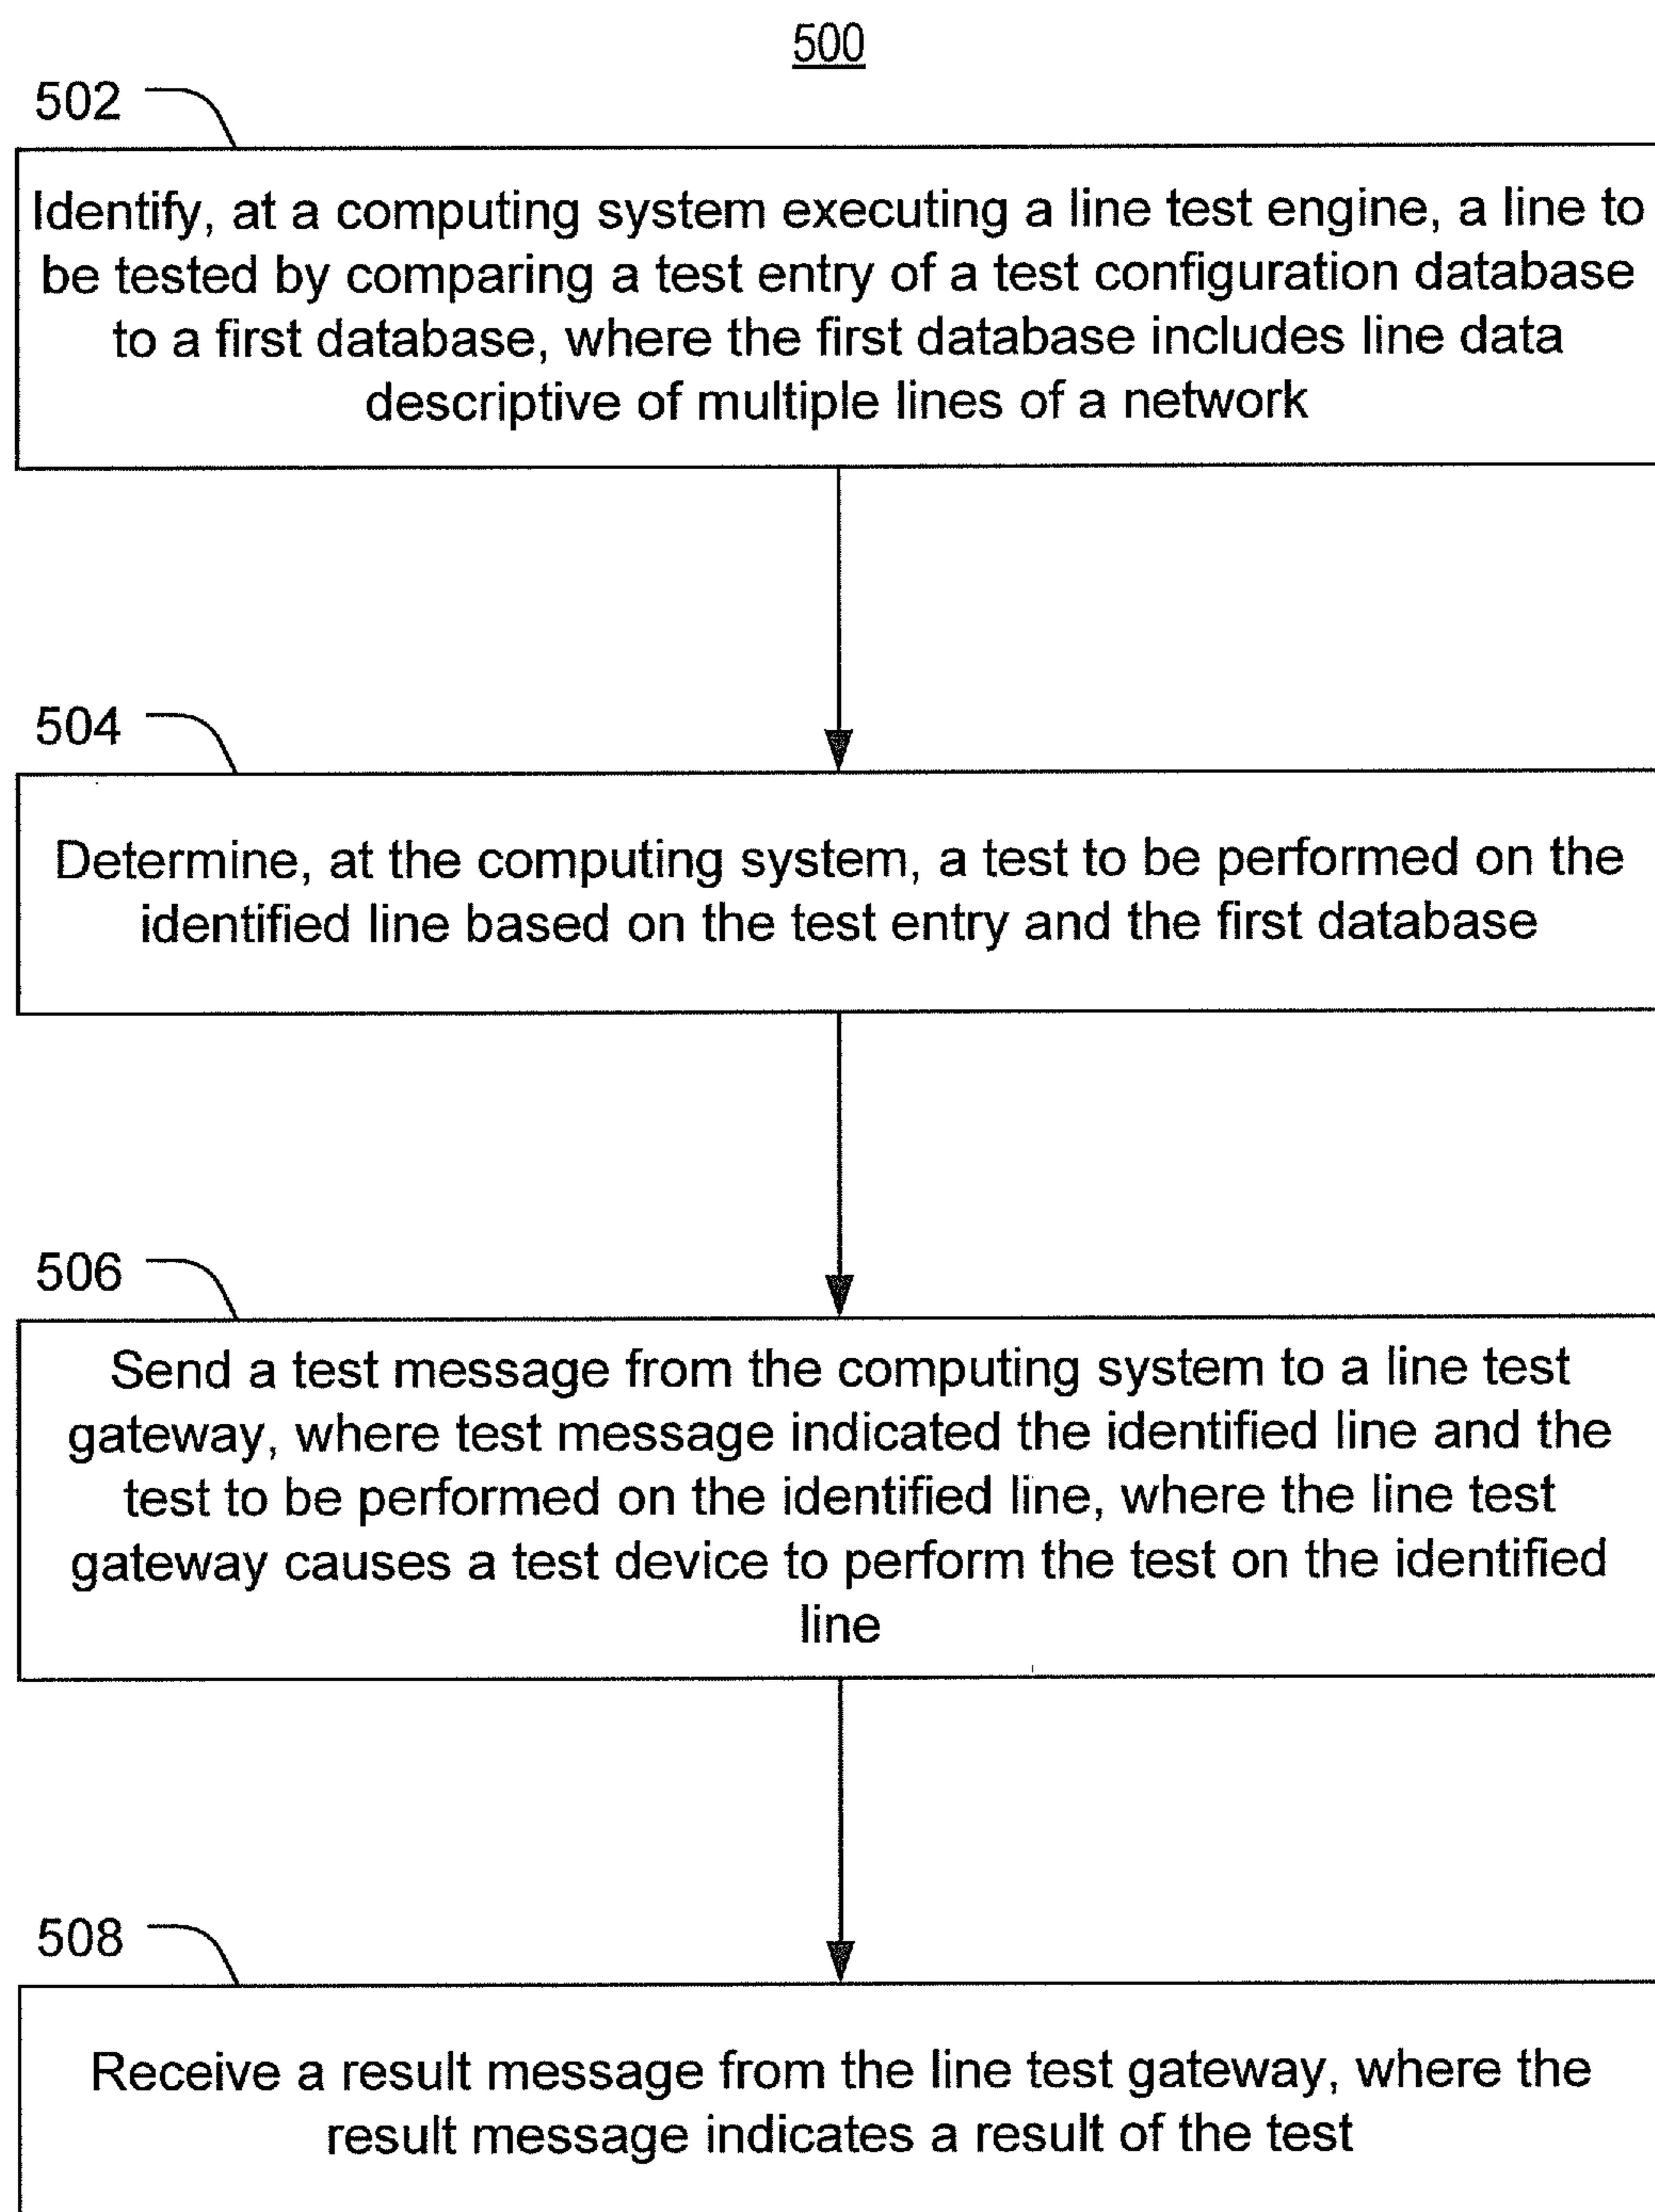 500
502
Identify, at a computing system executing a line test engine, a line to
be tested by comparing a test entry of a test configuration database
to a first database, where the first database includes line data
descriptive of multiple lines of a network
504
Determine, at the computing system, a test to be performed on the
identified line based on the test entry and the first database
506
Send a test message from the computing system to a line test
gateway, where test message indicated the identified line and the
test to be performed on the identified line, where the line test
gateway causes a test device to perform the test on the identified
line
508
Receive a result message from the line test gateway, where the
result message indicates a result of the test